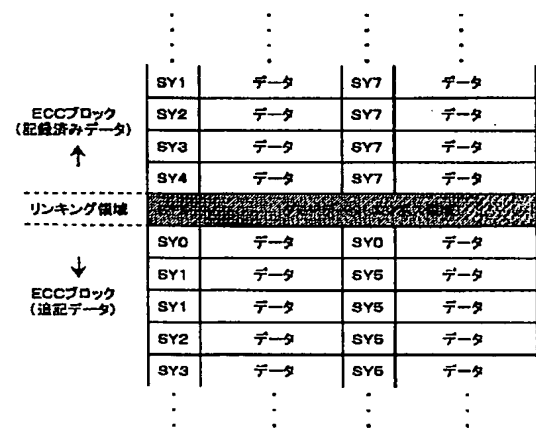 SY1 データ SY7 データ
SY2 データ SY7 データ
SY3 データ SY7 データ
SY4 データ SY7 データ
ECCブロック
(記録済みデータ)
↑
リンキング領域
SY0 データ SY0 データ
SY1 データ SY5 データ
SY1 データ SY5 データ
SY2 データ SY5 データ
SY3 データ SY6 データ
↓
ECCブロック
(追記データ)